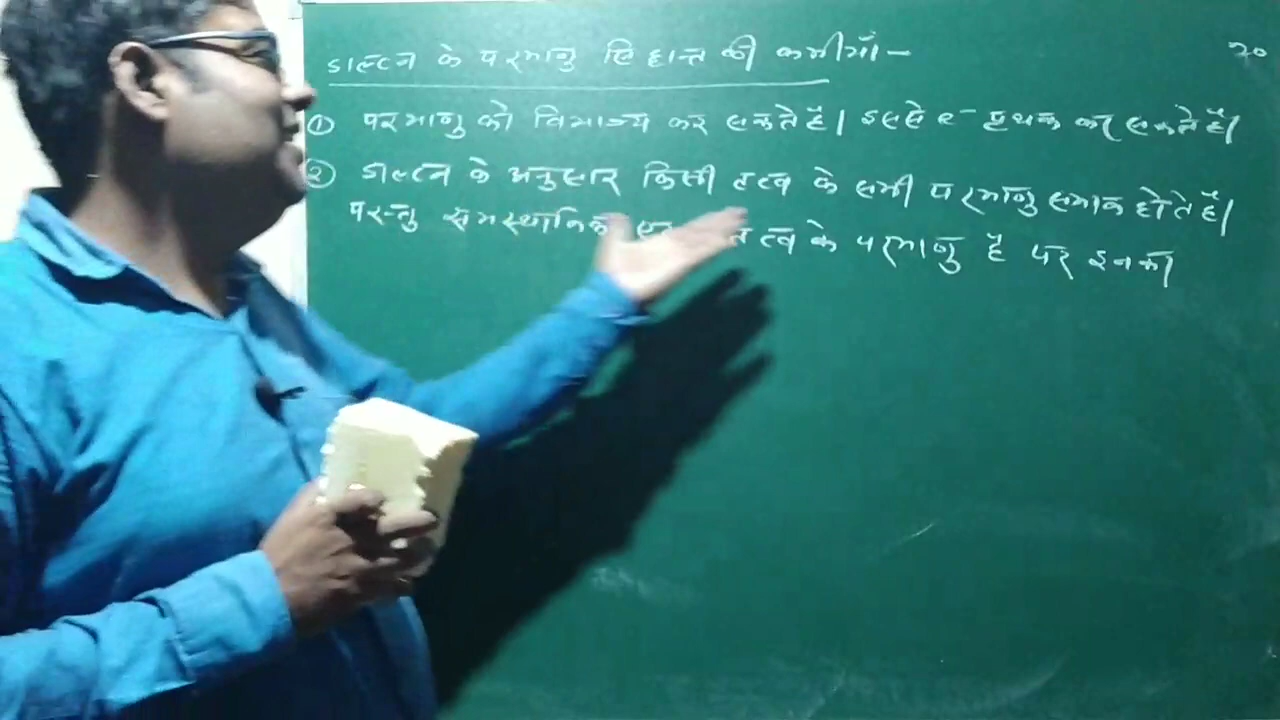 डाल्टन के परमाणु सिद्धान्त की कमीयाँ - 20
① परमाणु को विभाज्य कर सकते हैं। इससे e⁻ पृथक कर सकते हैं।
② डाल्टन के अनुसार किसी तत्व के सभी परमाणु समान होते हैं।
परन्तु समस्थानिक तत्व के परमाणु हैं पर इनका